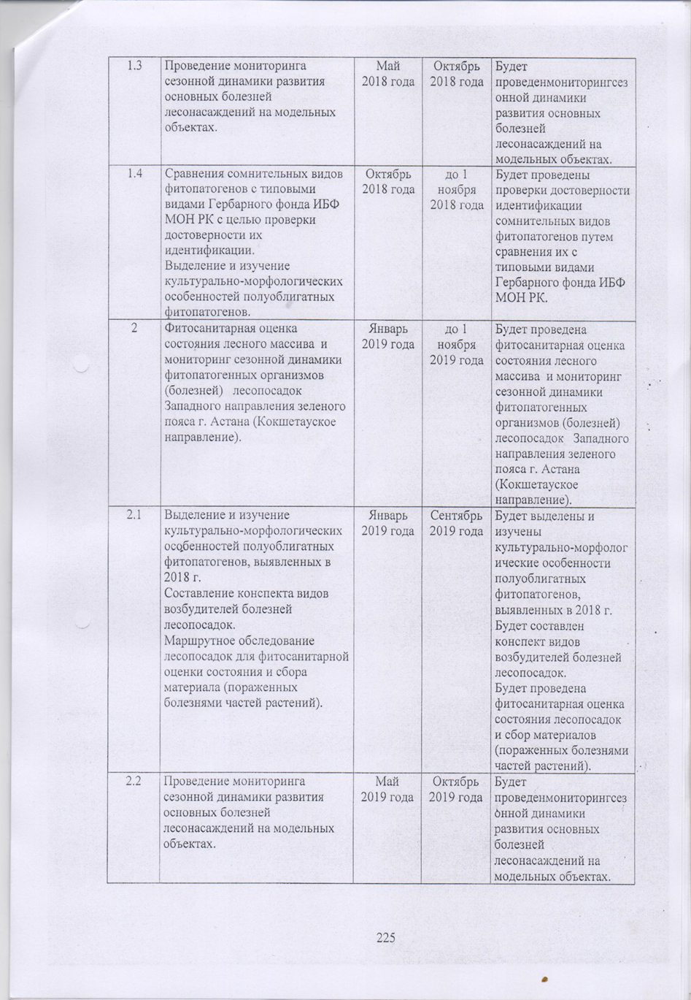 1.3
Проведение мониторинга
сезонной динамики развития
основных болезней
лесонасаждений на модельных
объектах.
Май
2018 года
Октябрь
2018 года
Будет
проведенмониторингсез
онной динамики
развития основных
болезней
лесонасаждений на
модельных объектах.
1.4
Сравнения сомнительных видов
фитопатогенов с типовыми
видами Гербарного фонда ИБФ
МОН РК с целью проверки
достоверности их
идентификации.
Выделение и изучение
культурально-морфологических
особенностей полуоблигатных
фитопатогенов.
Октябрь
2018 года
до 1
ноября
2018 года
Будет проведены
проверки достоверности
идентификации
сомнительных видов
фитопатогенов путем
сравнения их с
типовыми видами
Гербарного фонда ИБФ
МОН РК.
2
Фитосанитарная оценка
состояния лесного массива и
мониторинг сезонной динамики
фитопатогенных организмов
(болезней) лесопосадок
Западного направления зеленого
пояса г. Астана (Кокшетауское
направление).
Январь
2019 года
до 1
ноября
2019 года
Будет проведена
фитосанитарная оценка
состояния лесного
массива и мониторинг
сезонной динамики
фитопатогенных
организмов (болезней)
лесопосадок Западного
направления зеленого
пояса г. Астана
(Кокшетауское
направление).
2.1
Выделение и изучение
культурально-морфологических
особенностей полуоблигатных
фитопатогенов, выявленных в
2018 г.
Составление конспекта видов
возбудителей болезней
лесопосадок.
Маршрутное обследование
лесопосадок для фитосанитарной
оценки состояния и сбора
материала (пораженных
болезнями частей растений).
Январь
2019 года
Сентябрь
2019 года
Будет выделены и
изучены
культурально-морфолог
ические особенности
полуоблигатных
фитопатогенов,
выявленных в 2018 г.
Будет составлен
конспект видов
возбудителей болезней
лесопосадок.
Будет проведена
фитосанитарная оценка
состояния лесопосадок
и сбор материалов
(пораженных болезнями
частей растений).
2.2
Проведение мониторинга
сезонной динамики развития
основных болезней
лесонасаждений на модельных
объектах.
Май
2019 года
Октябрь
2019 года
Будет
проведенмониторингсез
онной динамики
развития основных
болезней
лесонасаждений на
модельных объектах.
225